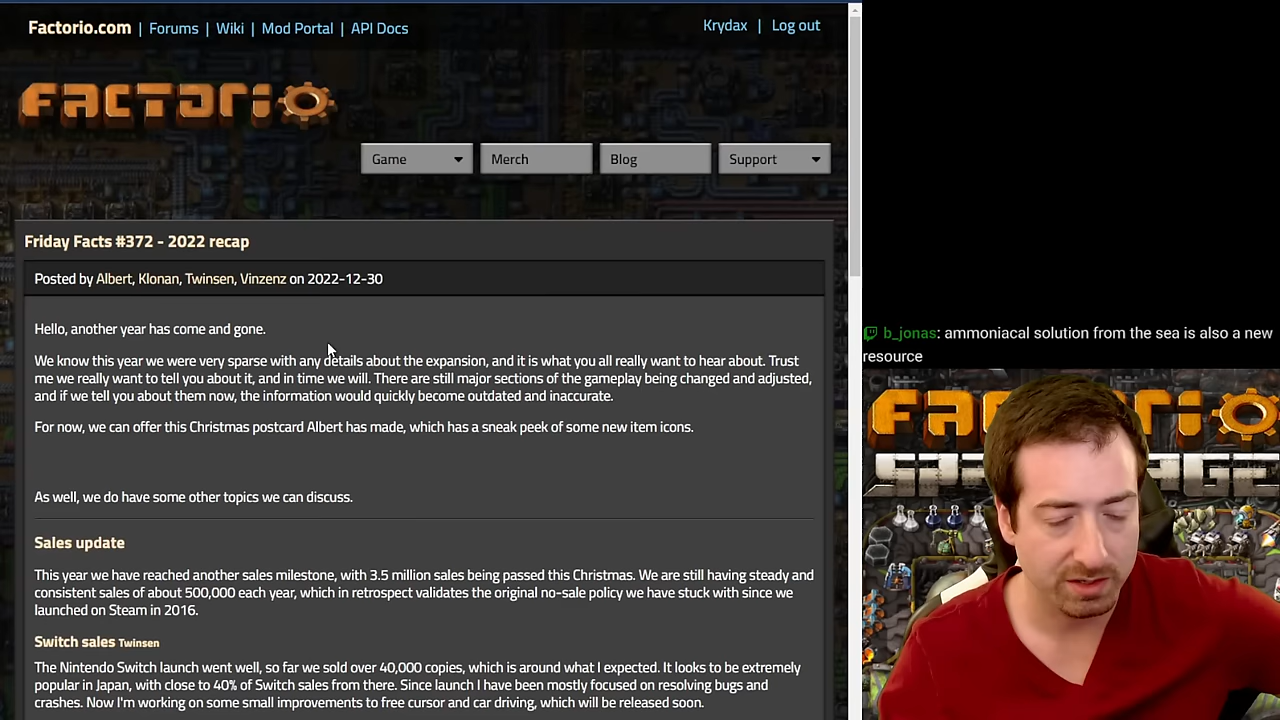 Factorio.com | Forums | Wiki | Mod Portal | API Docs
Krydax | Log out
FACTORIO
Game
Merch
Blog
Support
Friday Facts #372 - 2022 recap
Posted by Albert, Klonan, Twinsen, Vinzenz on 2022-12-30
Hello, another year has come and gone.
We know this year we were very sparse with any details about the expansion, and it is what you all really want to hear about. Trust
me we really want to tell you about it, and in time we will. There are still major sections of the gameplay being changed and adjusted,
and if we tell you about them now, the information would quickly become outdated and inaccurate.
For now, we can offer this Christmas postcard Albert has made, which has a sneak peek of some new item icons.
As well, we do have some other topics we can discuss.
Sales update
This year we have reached another sales milestone, with 3.5 million sales being passed this Christmas. We are still having steady and
consistent sales of about 500,000 each year, which in retrospect validates the original no-sale policy we have stuck with since we
launched on Steam in 2016.
Switch sales Twinsen
The Nintendo Switch launch went well, so far we sold over 40,000 copies, which is around what I expected. It looks to be extremely
popular in Japan, with close to 40% of Switch sales from there. Since launch I have been mostly focused on resolving bugs and
crashes. Now I'm working on some small improvements to free cursor and car driving, which will be released soon.
b_jonas: ammoniacal solution from the sea is also a new
resource